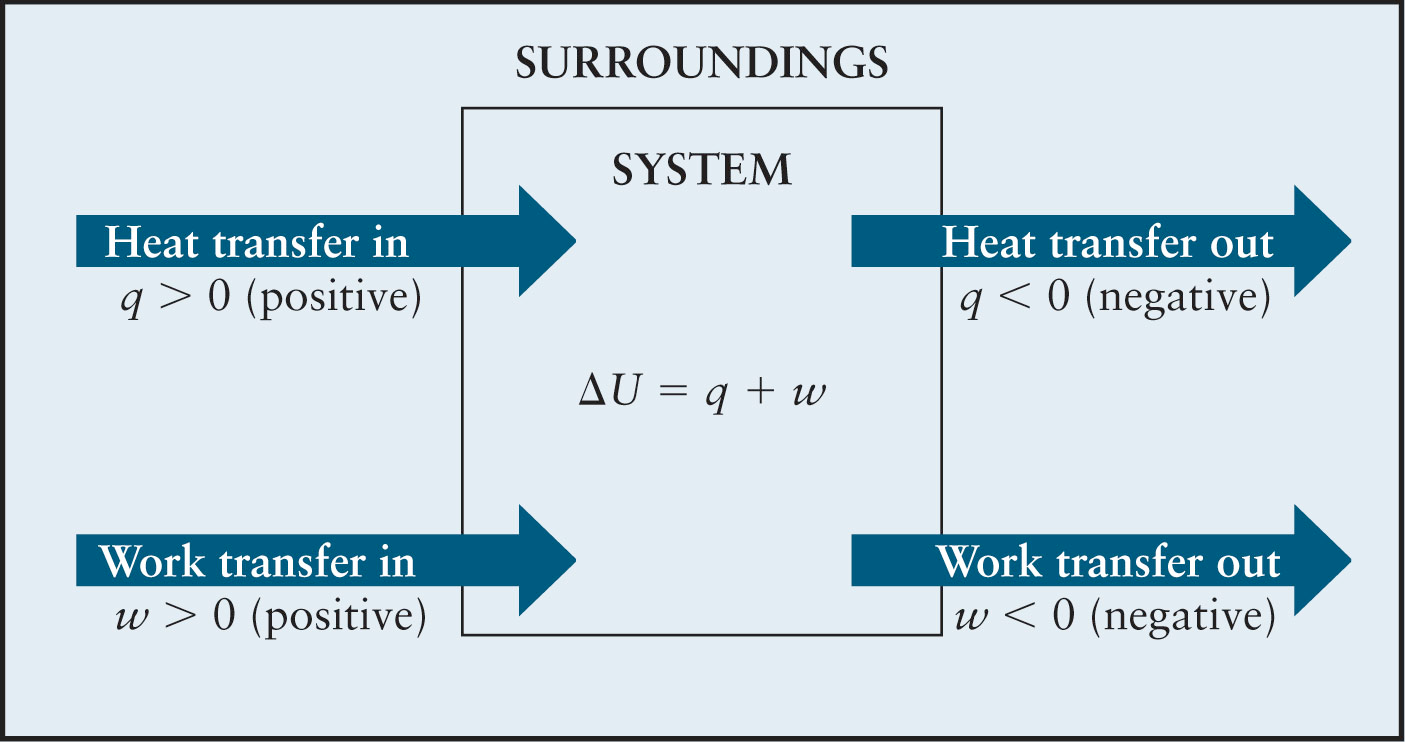 SURROUNDINGS
SYSTEM
Heat transfer in
q > 0 (positive)
Heat transfer out
q < 0 (negative)
ΔU = q + w
Work transfer in
w > 0 (positive)
Work transfer out
w < 0 (negative)